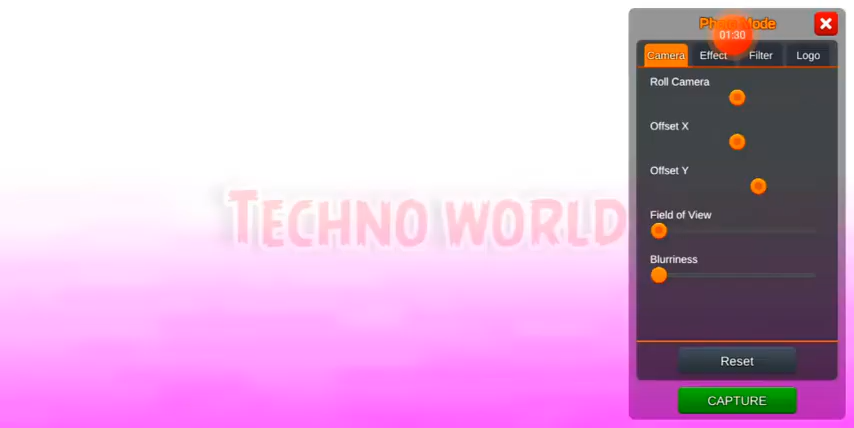 Photo Mode
01:30
Camera
Effect
Filter
Logo
Roll Camera
Offset X
Offset Y
Field of View
Blurriness
Reset
CAPTURE
TECHNO WORLD